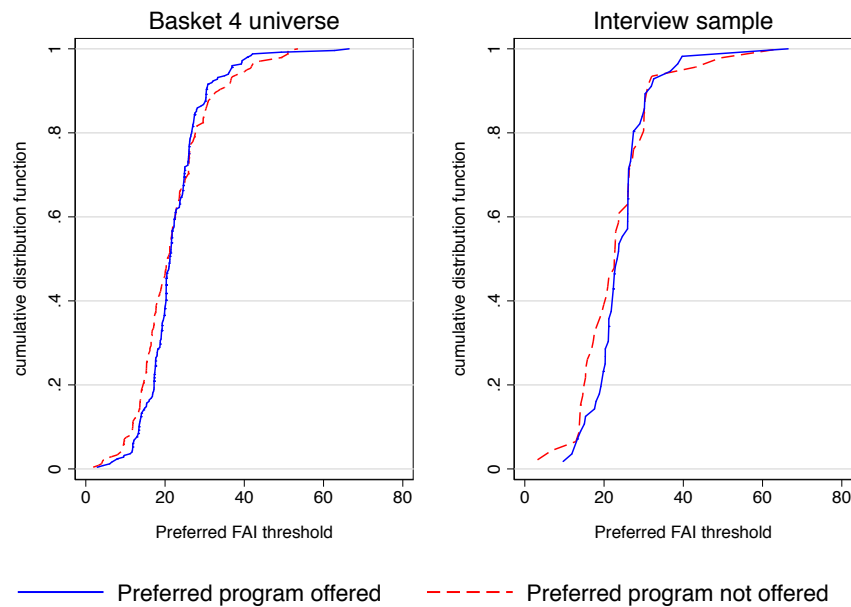 Basket 4 universe
cumulative distribution function
1
.8
.6
.4
.2
0
0 20 40 60 80
Preferred FAI threshold
Interview sample
cumulative distribution function
1
.8
.6
.4
.2
0
0 20 40 60 80
Preferred FAI threshold
Preferred program offered
Preferred program not offered